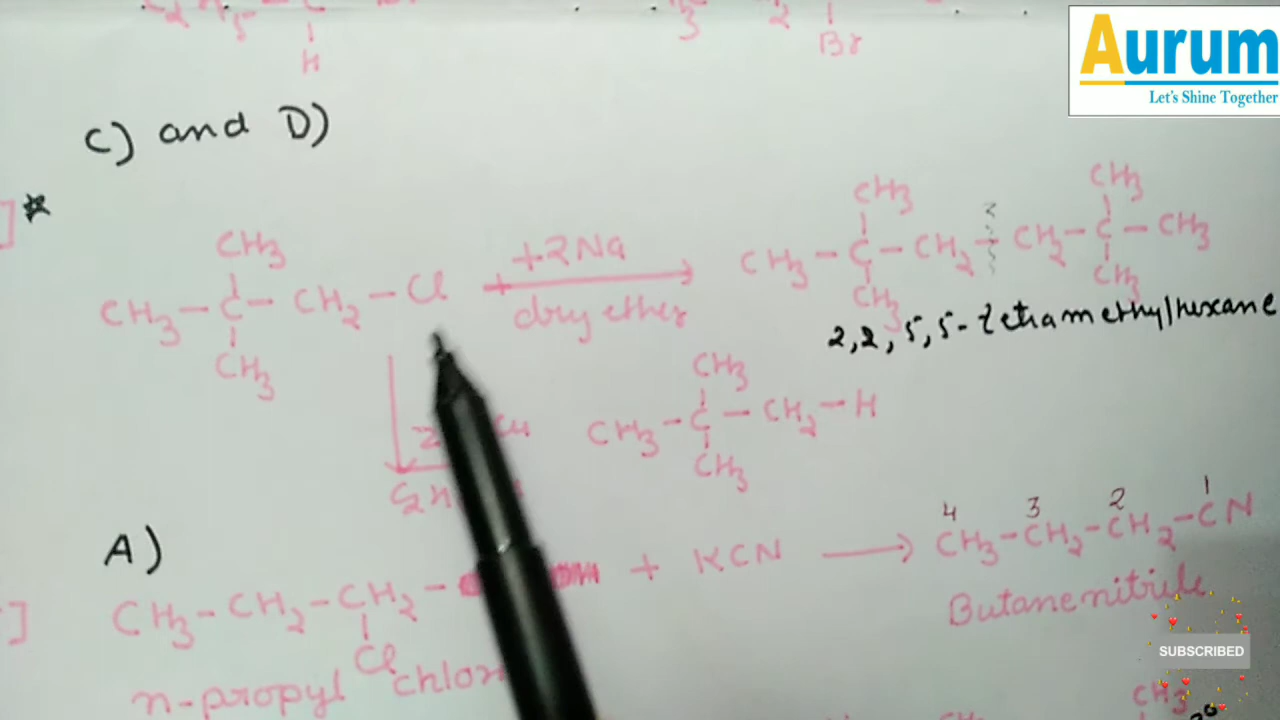 H
Br
Aurum
Let's Shine Together
C) and D)
]*
CH3 CH3 CH3
CH3 - C - CH2 - Cl +2Na CH3 - C - CH2 - CH2 - C - CH3
CH3 dry ether CH3 CH3
2,2,5,5-tetramethylhexane
CH3
CH3 - C - CH2 - H
CH3
A)
4 3 2 1
CH3 - CH2 - CH2 - + KCN → CH3 - CH2 - CH2 - CN
Cl
Butanenitrile
n-propyl
SUBSCRIBED
CH3